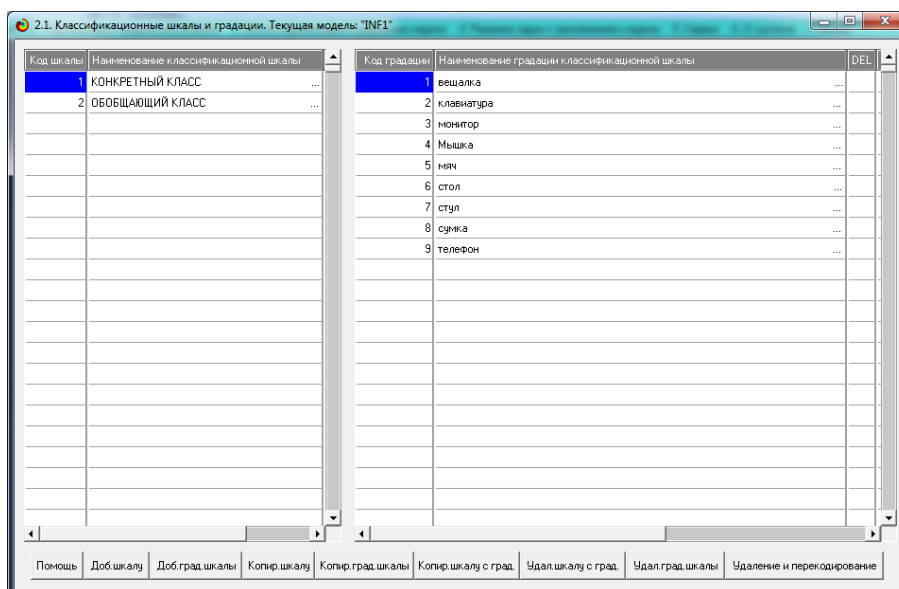 2.1. Классификационные шкалы и градации. Текущая модель: "INF1"
Код шкалы Наименование классификационной шкалы
1 КОНКРЕТНЫЙ КЛАСС ...
2 ОБОБЩАЮЩИЙ КЛАСС ...
Код градации Наименование градации классификационной шкалы DEL
1 вещалка ...
2 клавиатура ...
3 монитор ...
4 Мышка ...
5 мяч ...
6 стол ...
7 стул ...
8 сумка ...
9 телефон ...
Помощь Доб.шкалу Доб.град.шкалы Копир.шкалу Копир.град.шкалы Копир.шкалу с град. Удал.шкалу с град. Удал.град.шкалы Удаление и перекодирование